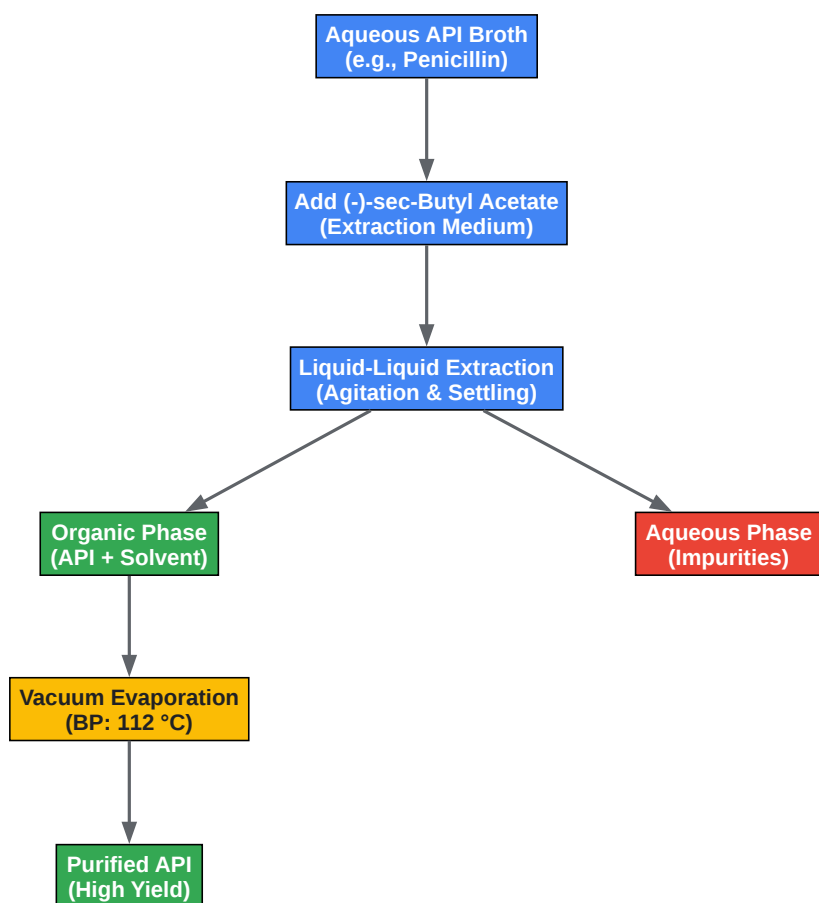 Aqueous API Broth
(e.g., Penicillin)
Add (-)-sec-Butyl Acetate
(Extraction Medium)
Liquid-Liquid Extraction
(Agitation & Settling)
Organic Phase
(API + Solvent)
Aqueous Phase
(Impurities)
Vacuum Evaporation
(BP: 112 °C)
Purified API
(High Yield)